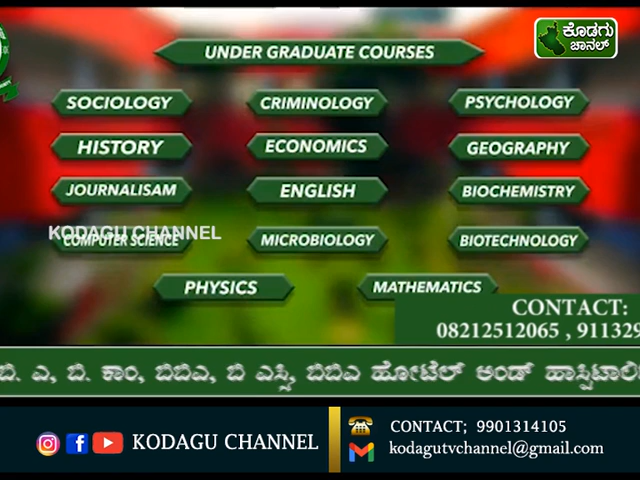 ಕೊಡಗು
ಚಾನಲ್
UNDER GRADUATE COURSES
SOCIOLOGY CRIMINOLOGY PSYCHOLOGY
HISTORY ECONOMICS GEOGRAPHY
JOURNALISAM ENGLISH BIOCHEMISTRY
KODAGU CHANNEL
COMPUTER SCIENCE MICROBIOLOGY BIOTECHNOLOGY
PHYSICS MATHEMATICS
CONTACT:
08212512065 , 911329
ಬಿ. ಎ, ಬಿ. ಕಾಂ, ಬಿಬಿಎ, ಬಿ ಎಸ್ಸಿ, ಬಿಬಿಎ ಹೋಟೆಲ್ ಅಂಡ್ ಹಾಸ್ಪಿಟಾಲಿ
CONTACT; 9901314105
KODAGU CHANNEL
kodagutvchannel@gmail.com